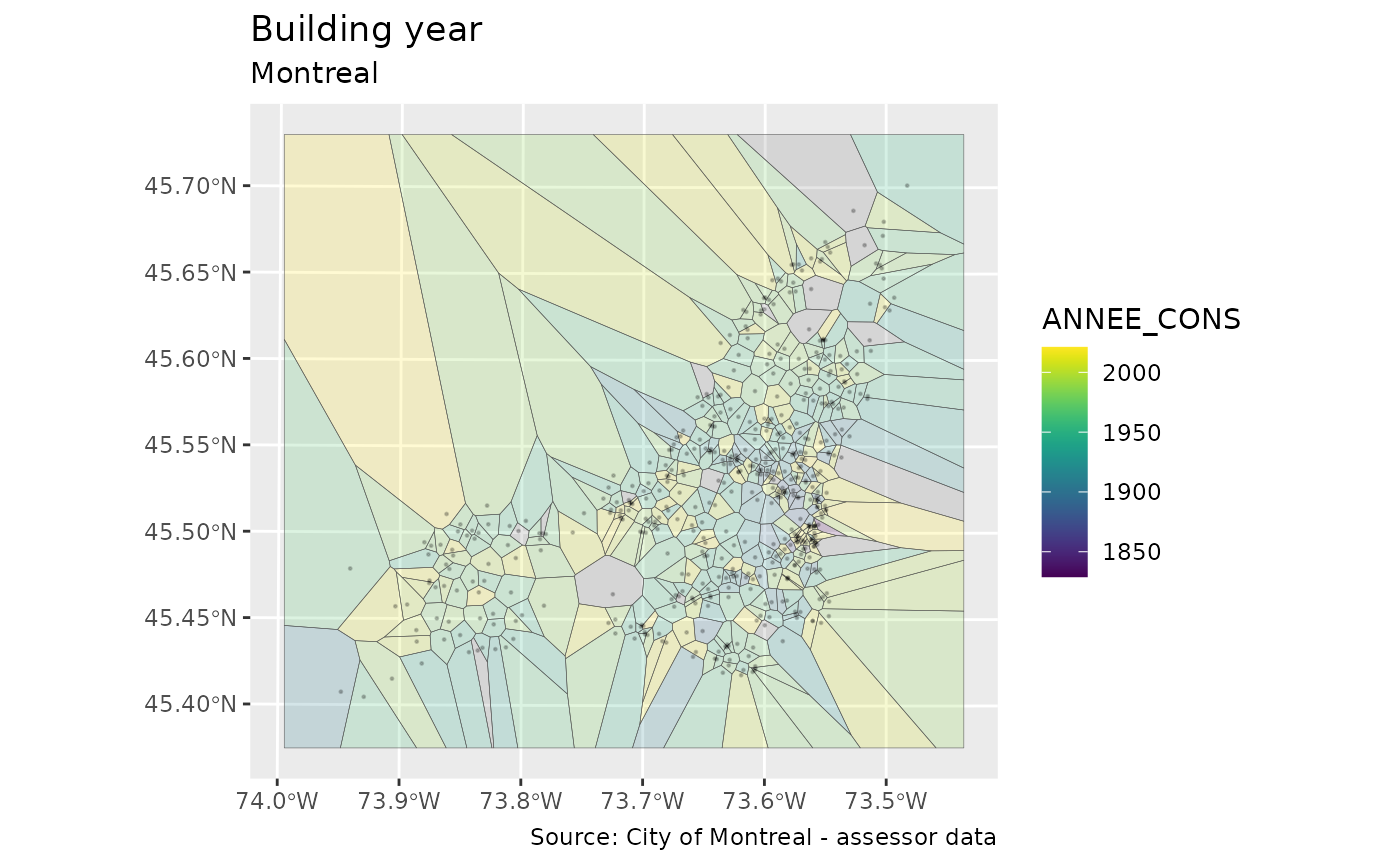 Building year
Montreal
45.70°N
45.65°N
45.60°N
45.55°N
45.50°N
45.45°N
45.40°N
74.0°W 73.9°W 73.8°W 73.7°W 73.6°W 73.5°W
Source: City of Montreal - assessor data
ANNEE_CONS
2000
1950
1900
1850